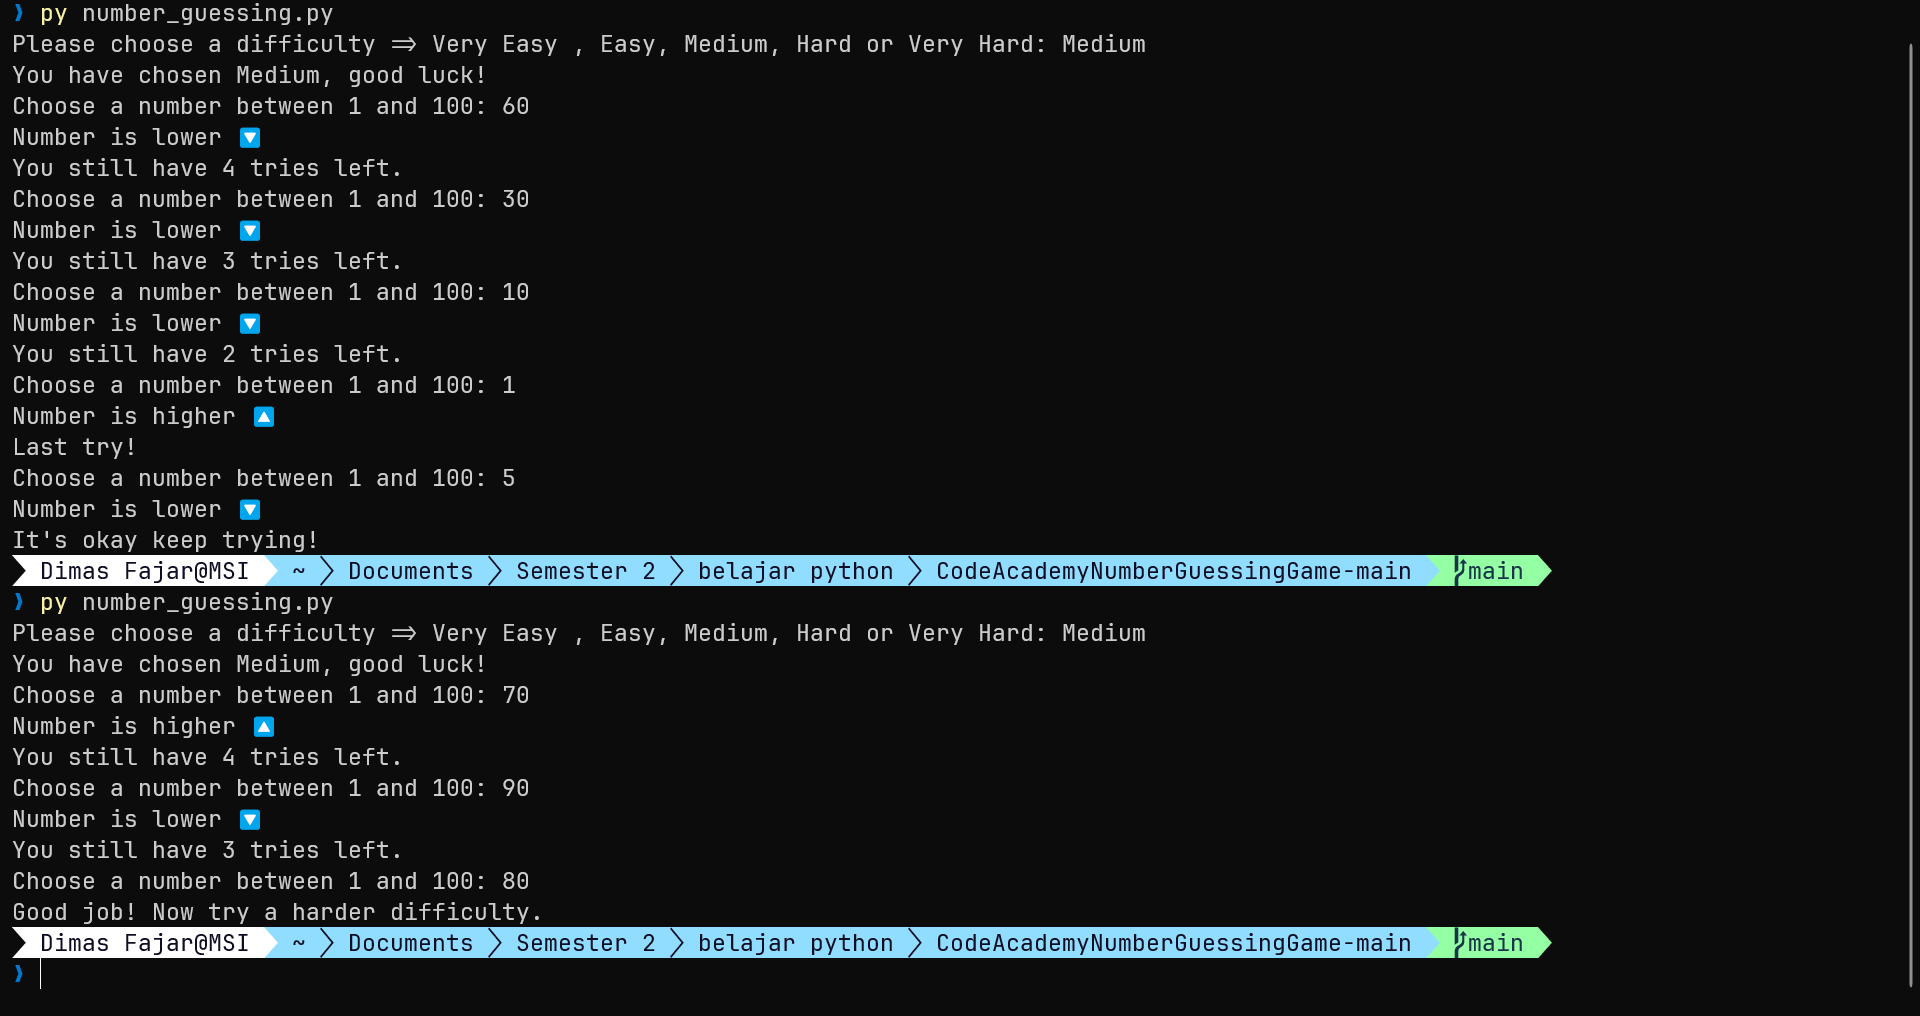 ❯ py number_guessing.py
Please choose a difficulty => Very Easy , Easy, Medium, Hard or Very Hard: Medium
You have chosen Medium, good luck!
Choose a number between 1 and 100: 60
Number is lower 🔽
You still have 4 tries left.
Choose a number between 1 and 100: 30
Number is lower 🔽
You still have 3 tries left.
Choose a number between 1 and 100: 10
Number is lower 🔽
You still have 2 tries left.
Choose a number between 1 and 100: 1
Number is higher 🔼
Last try!
Choose a number between 1 and 100: 5
Number is lower 🔽
It's okay keep trying!
Dimas Fajar@MSI ~ Documents Semester 2 belajar python CodeAcademyNumberGuessingGame-main main
❯ py number_guessing.py
Please choose a difficulty => Very Easy , Easy, Medium, Hard or Very Hard: Medium
You have chosen Medium, good luck!
Choose a number between 1 and 100: 70
Number is higher 🔼
You still have 4 tries left.
Choose a number between 1 and 100: 90
Number is lower 🔽
You still have 3 tries left.
Choose a number between 1 and 100: 80
Good job! Now try a harder difficulty.
Dimas Fajar@MSI ~ Documents Semester 2 belajar python CodeAcademyNumberGuessingGame-main main
❯